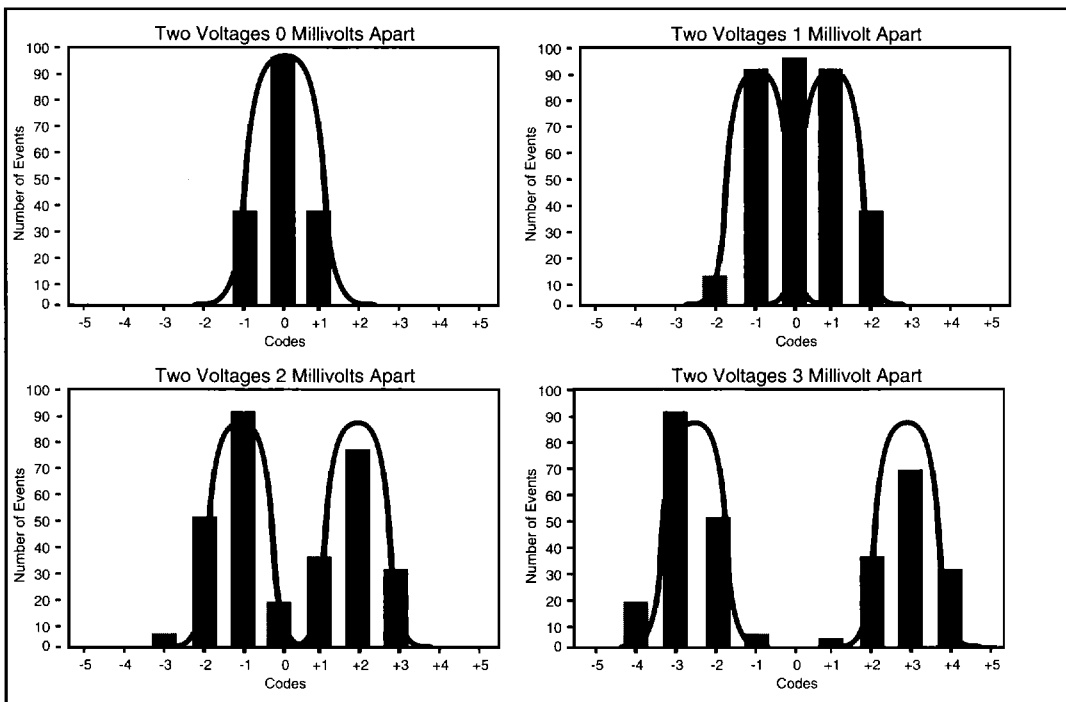 Two Voltages 0 Millivolts Apart
Number of Events
100
90
80
70
60
50
40
30
20
10
0
-5 -4 -3 -2 -1 0 +1 +2 +3 +4 +5
Codes
Two Voltages 1 Millivolt Apart
Number of Events
100
90
80
70
60
50
40
30
20
10
0
-5 -4 -3 -2 -1 0 +1 +2 +3 +4 +5
Codes
Two Voltages 2 Millivolts Apart
Number of Events
100
90
80
70
60
50
40
30
20
10
0
-5 -4 -3 -2 -1 0 +1 +2 +3 +4 +5
Codes
Two Voltages 3 Millivolt Apart
Number of Events
100
90
80
70
60
50
40
30
20
10
0
-5 -4 -3 -2 -1 0 +1 +2 +3 +4 +5
Codes